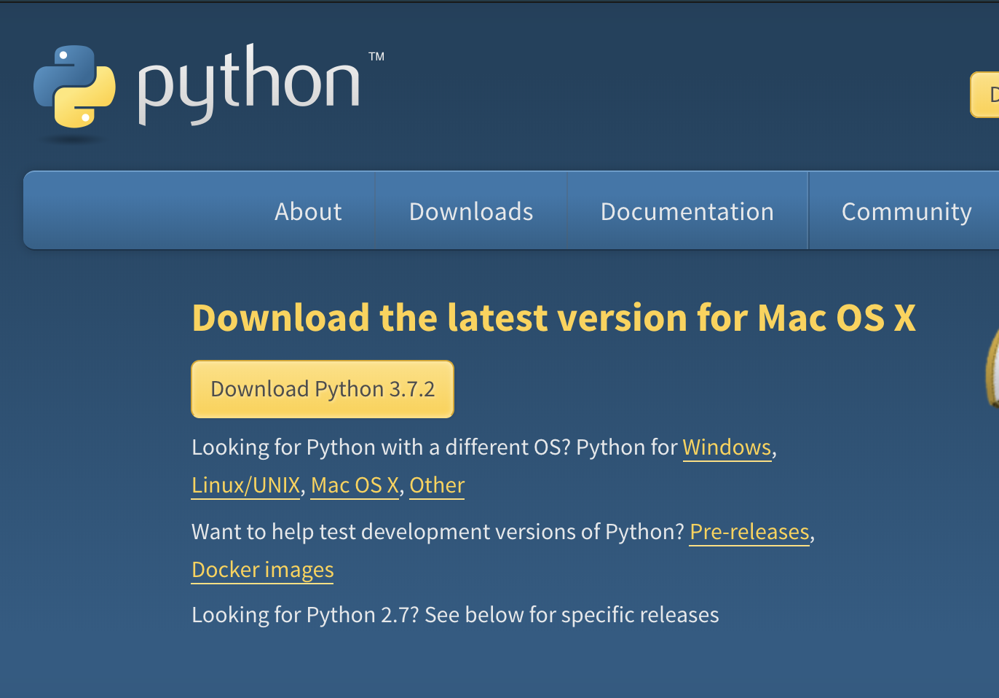 python™
About Downloads Documentation Community
Download the latest version for Mac OS X
Download Python 3.7.2
Looking for Python with a different OS? Python for Windows,
Linux/UNIX, Mac OS X, Other
Want to help test development versions of Python? Pre-releases,
Docker images
Looking for Python 2.7? See below for specific releases